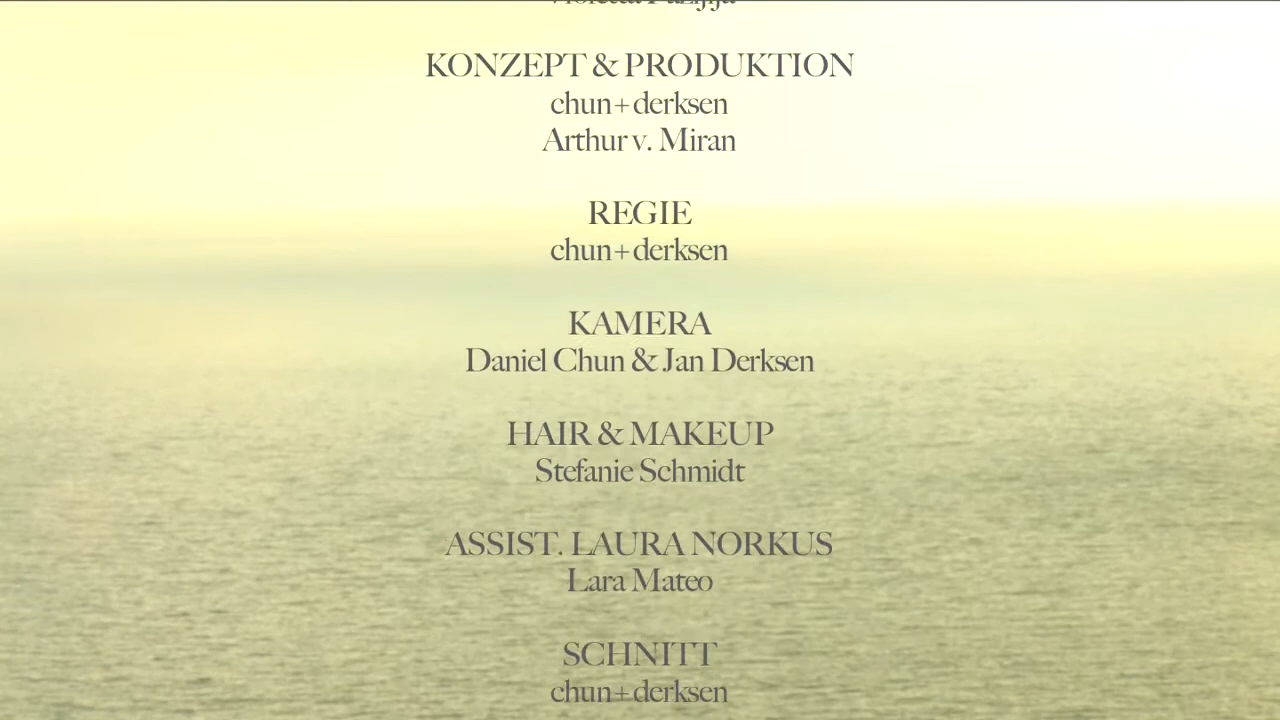 KONZEPT & PRODUKTION
chun+derksen
Arthur v. Miran
REGIE
chun+derksen
KAMERA
Daniel Chun & Jan Derksen
HAIR & MAKEUP
Stefanie Schmidt
ASSIST. LAURA NORKUS
Lara Mateo
SCHNITT
chun+derksen